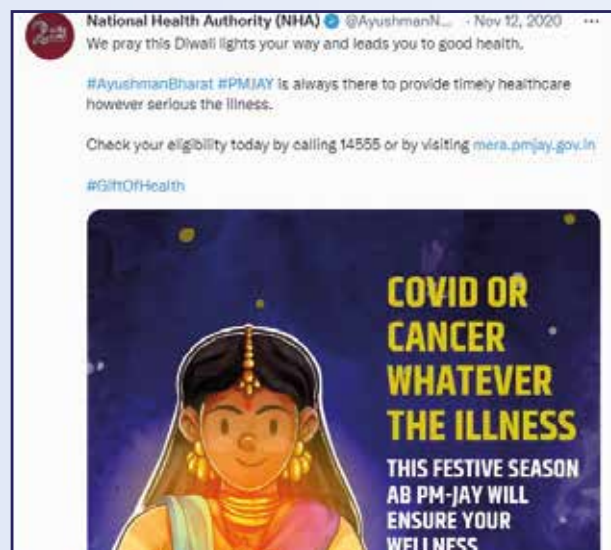 National Health Authority (NHA) @AyushmanN... · Nov 12, 2020 ···
We pray this Diwali lights your way and leads you to good health.
#AyushmanBharat #PMJAY is always there to provide timely healthcare
however serious the illness.
Check your eligibility today by calling 14555 or by visiting mera.pmjay.gov.in
#GiftOfHealth
COVID OR
CANCER
WHATEVER
THE ILLNESS
THIS FESTIVE SEASON
AB PM-JAY WILL
ENSURE YOUR
WELLNESS